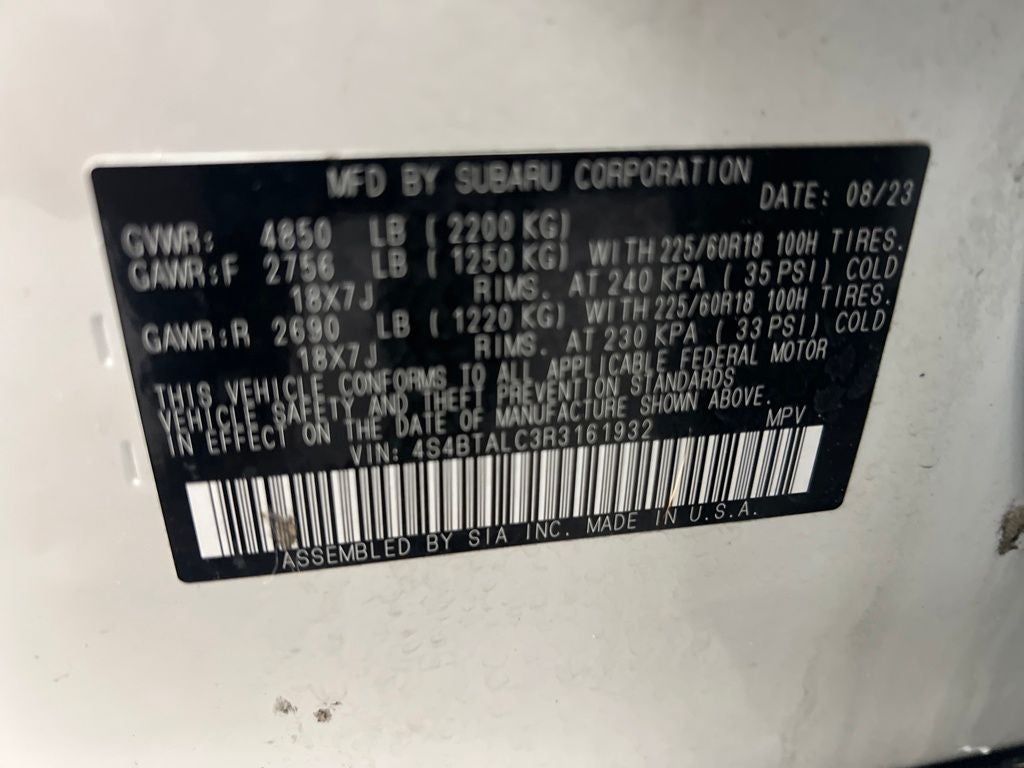 MFD BY SUBARU CORPORATION
DATE: 08/23
GVWR: 4850 LB ( 2200 KG)
GAWR:F 2756 LB ( 1250 KG) WITH 225/60R18 100H TIRES.
18X7J RIMS. AT 240 KPA ( 35 PSI) COLD
GAWR:R 2690 LB ( 1220 KG) WITH 225/60R18 100H TIRES.
18X7J RIMS. AT 230 KPA ( 33 PSI) COLD
THIS VEHICLE CONFORMS TO ALL APPLICABLE FEDERAL MOTOR
VEHICLE SAFETY AND THEFT PREVENTION STANDARDS
IN EFFECT ON THE DATE OF MANUFACTURE SHOWN ABOVE.
VIN: 4S4BTALC3R3161932 MPV
ASSEMBLED BY SIA INC. MADE IN U.S.A.